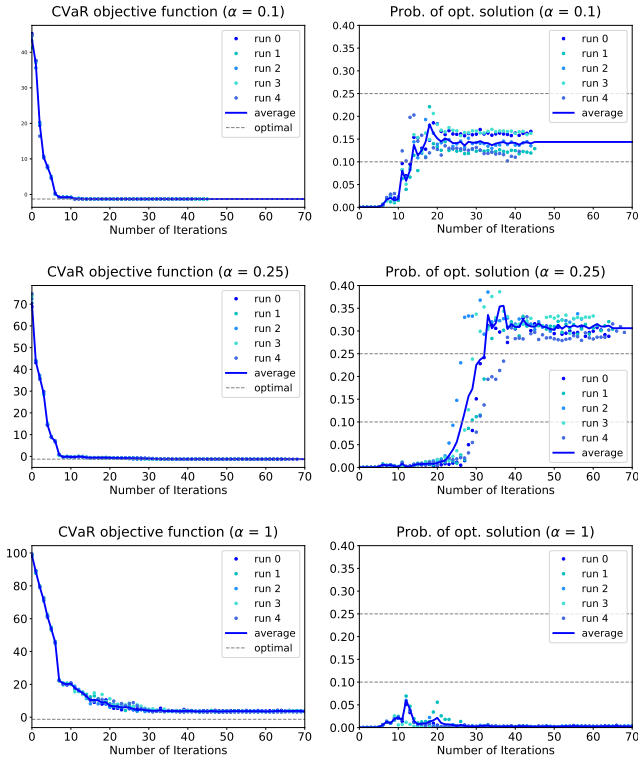 CVaR objective function (α = 0.1)
40
30
20
10
0
0 10 20 30 40 50 60 70
Number of Iterations
run 0
run 1
run 2
run 3
run 4
average
optimal
Prob. of opt. solution (α = 0.1)
0.40
0.35
0.30
0.25
0.20
0.15
0.10
0.05
0.00
0 10 20 30 40 50 60 70
Number of Iterations
run 0
run 1
run 2
run 3
run 4
average
CVaR objective function (α = 0.25)
70
60
50
40
30
20
10
0
0 10 20 30 40 50 60 70
Number of Iterations
run 0
run 1
run 2
run 3
run 4
average
optimal
Prob. of opt. solution (α = 0.25)
0.40
0.35
0.30
0.25
0.20
0.15
0.10
0.05
0.00
0 10 20 30 40 50 60 70
Number of Iterations
run 0
run 1
run 2
run 3
run 4
average
CVaR objective function (α = 1)
100
80
60
40
20
0
0 10 20 30 40 50 60 70
Number of Iterations
run 0
run 1
run 2
run 3
run 4
average
optimal
Prob. of opt. solution (α = 1)
0.40
0.35
0.30
0.25
0.20
0.15
0.10
0.05
0.00
0 10 20 30 40 50 60 70
Number of Iterations
run 0
run 1
run 2
run 3
run 4
average